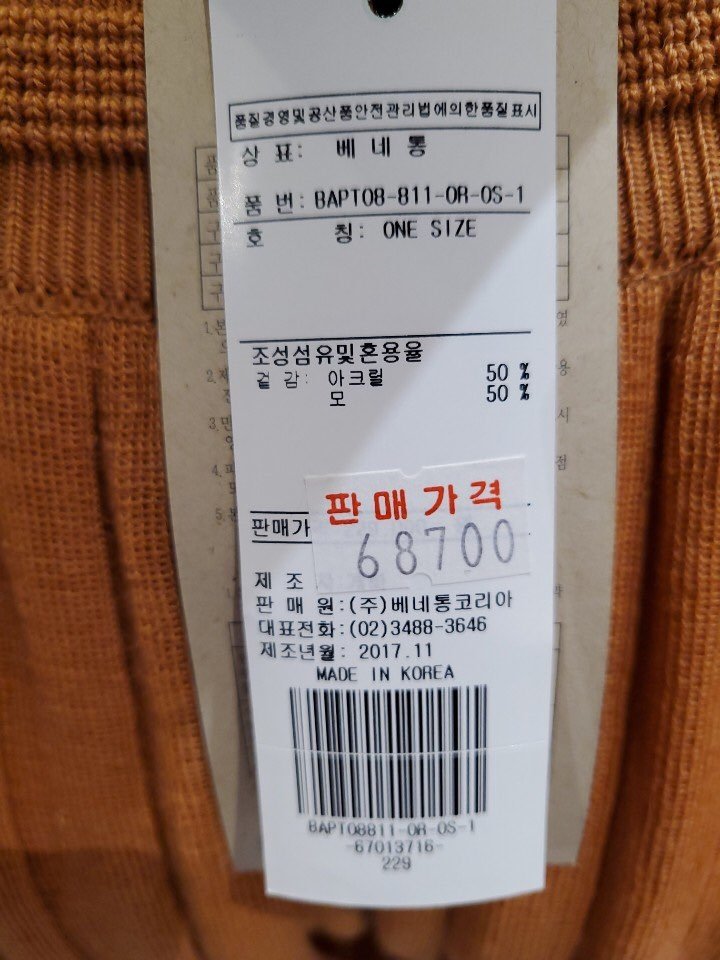 품질경영및공산품안전관리법에의한품질표시
상 표: 베 네 통
품 번: BAPT08-811-OR-OS-1
호 칭: ONE SIZE
조성섬유및혼용율
겉 감: 아크릴 50 %
모 50 %
판매가격
판매가
68700
제 조
판 매 원:(주)베네통코리아
대표전화:(02)3488-3646
제조년월: 2017.11
MADE IN KOREA
BAPT08811-OR-OS-1
-67013716-
229